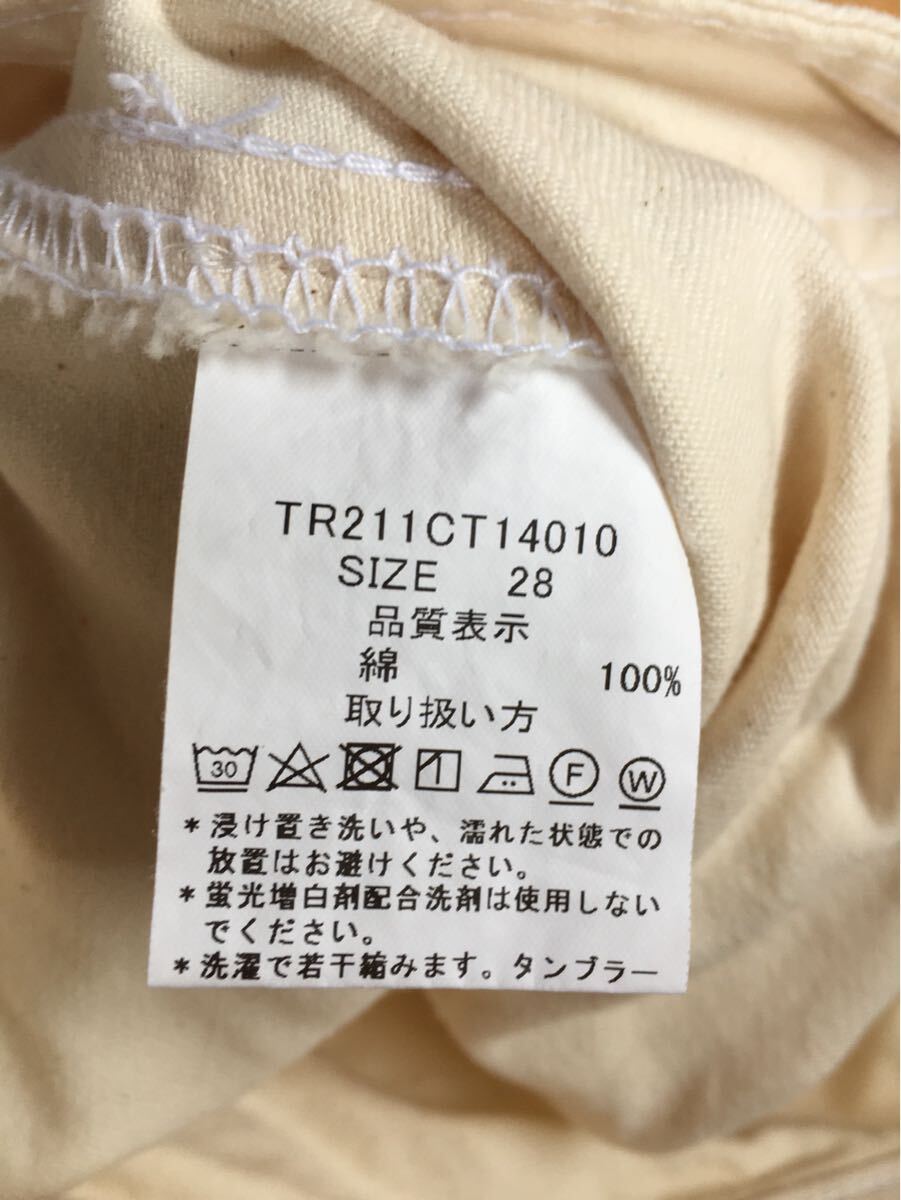 TR211CT14010
SIZE 28
品質表示
綿 100%
取り扱い方
30 F W
*浸け置き洗いや、濡れた状態での
放置はお避けください。
*蛍光増白剤配合洗剤は使用しない
でください。
*洗濯で若干縮みます。タンブラー